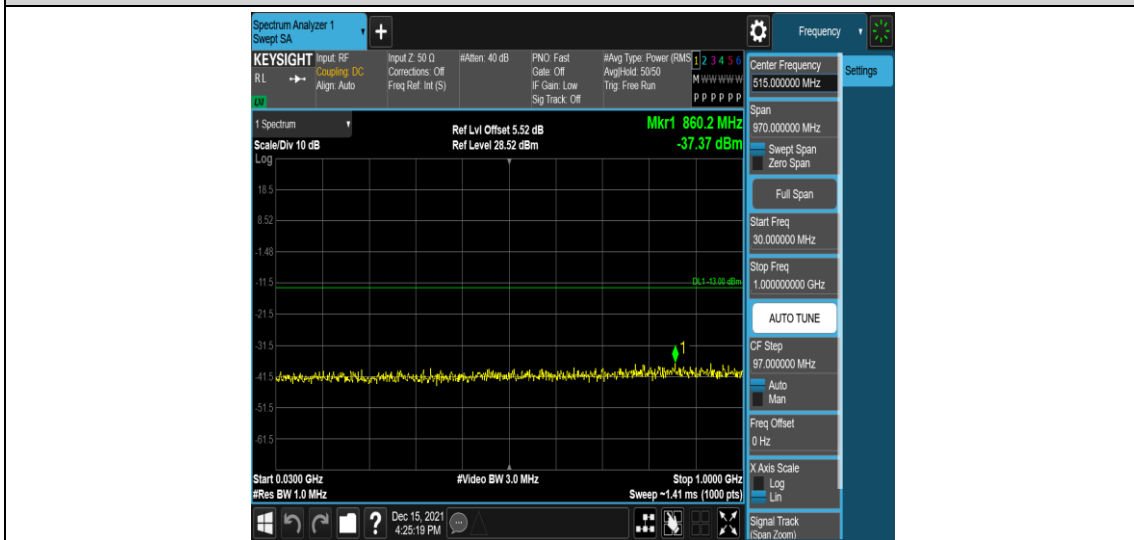 Spectrum Analyzer 1
Swept SA
+
Frequency
KEYSIGHT
RL
LXI
Input: RF
Coupling: DC
Align: Auto
Input Z: 50 Ω
Corrections: Off
Freq Ref: Int (S)
#Atten: 40 dB
PNO: Fast
Gate: Off
IF Gain: Low
Sig Track: Off
#Avg Type: Power (RMS
Avg|Hold: 50/50
Trig: Free Run
1 2 3 4 5 6
M W W W W W
P P P P P P
Center Frequency
515.000000 MHz
Settings
Span
970.000000 MHz
Swept Span
Zero Span
Full Span
Start Freq
30.000000 MHz
Stop Freq
1.000000000 GHz
AUTO TUNE
CF Step
97.000000 MHz
Auto
Man
Freq Offset
0 Hz
X Axis Scale
Log
Lin
Signal Track
(Span Zoom)
1 Spectrum
Scale/Div 10 dB
Ref Lvl Offset 5.52 dB
Ref Level 28.52 dBm
Mkr1 860.2 MHz
-37.37 dBm
Log
18.5
8.52
-1.48
-11.5
DL1 -13.00 dBm
-21.5
-31.5
1
-41.5
-51.5
-61.5
Start 0.0300 GHz
#Video BW 3.0 MHz
Stop 1.0000 GHz
#Res BW 1.0 MHz
Sweep ~1.41 ms (1000 pts)
?
Dec 15, 2021
4:25:19 PM